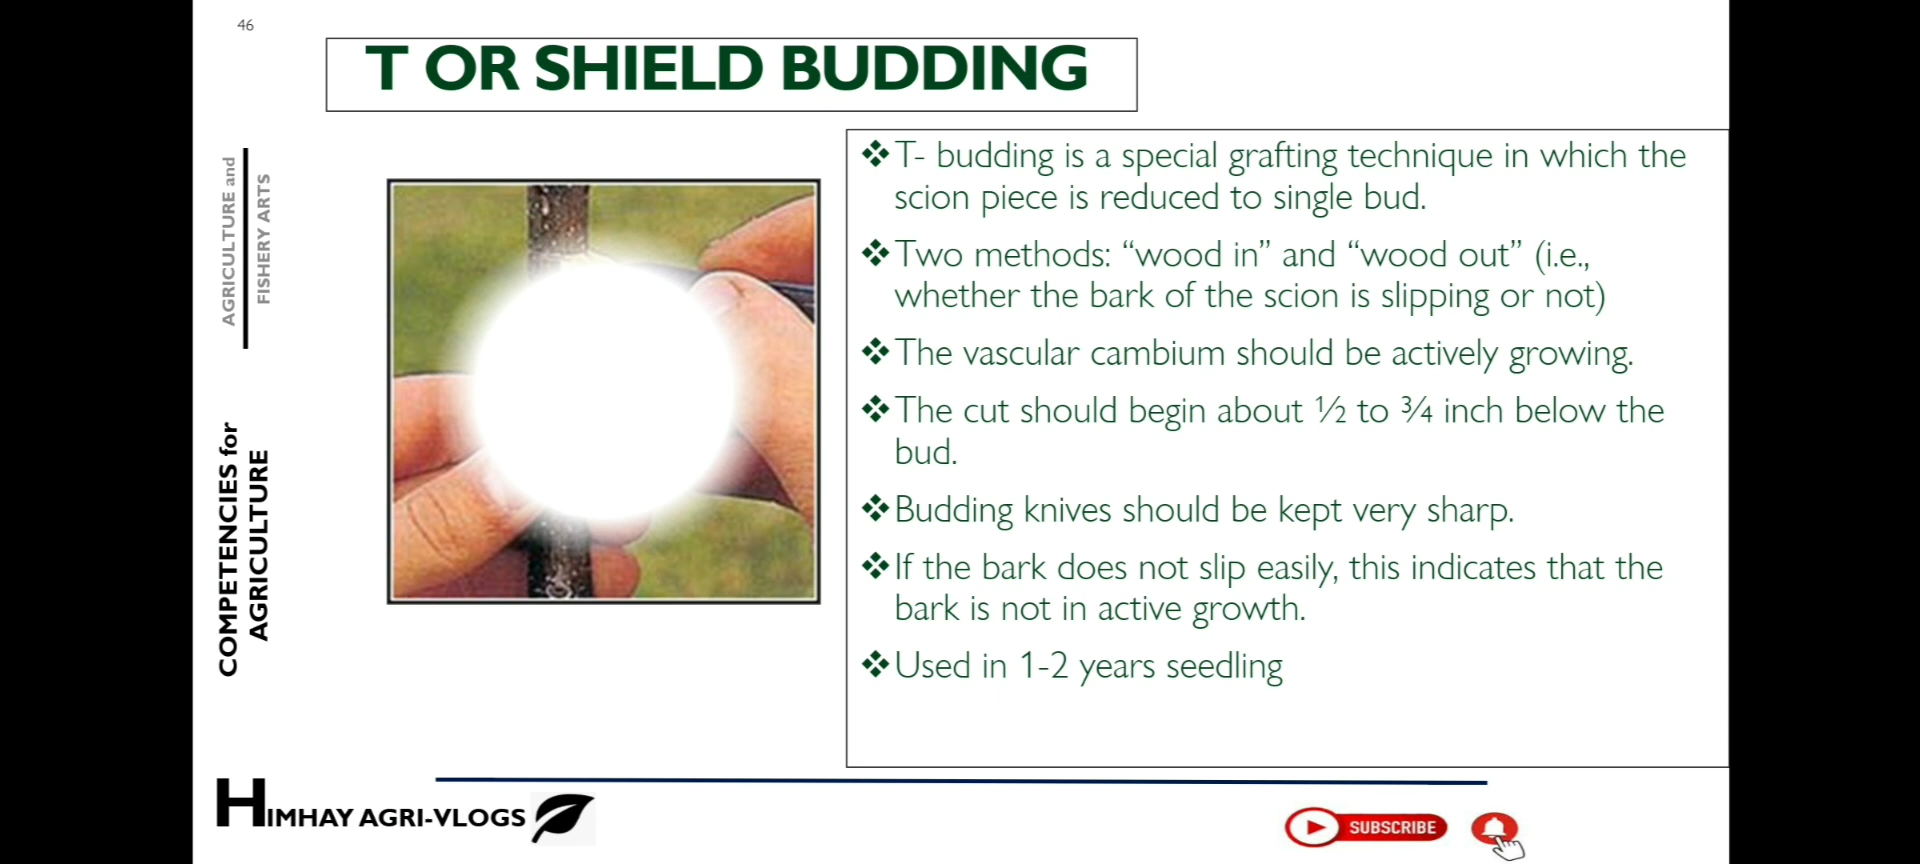 46
T OR SHIELD BUDDING
AGRICULTURE and
FISHERY ARTS
COMPETENCIES for
AGRICULTURE
❖T- budding is a special grafting technique in which the
scion piece is reduced to single bud.
❖Two methods: “wood in” and “wood out” (i.e.,
whether the bark of the scion is slipping or not)
❖The vascular cambium should be actively growing.
❖The cut should begin about ½ to ¾ inch below the
bud.
❖Budding knives should be kept very sharp.
❖If the bark does not slip easily, this indicates that the
bark is not in active growth.
❖Used in 1-2 years seedling
HIMHAY AGRI-VLOGS
SUBSCRIBE